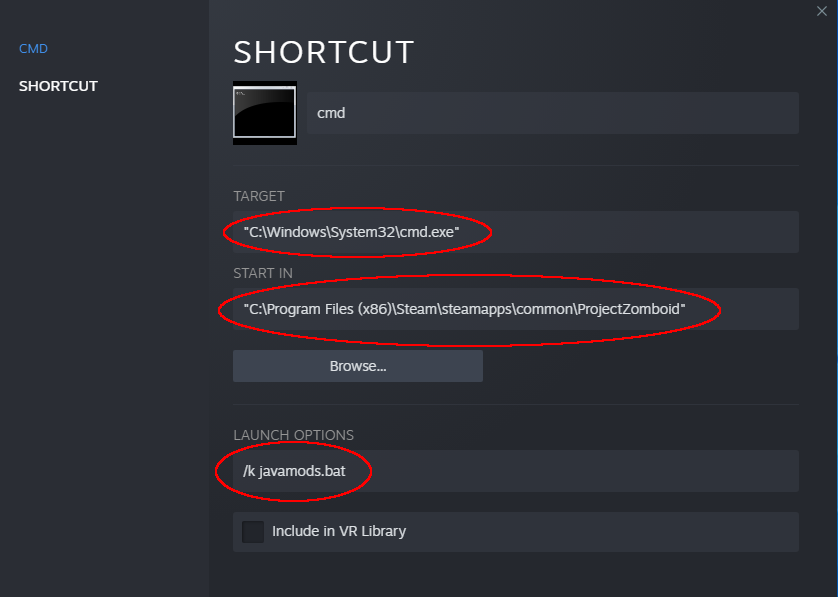 CMD
SHORTCUT
SHORTCUT
cmd
TARGET
"C:\Windows\System32\cmd.exe"
START IN
"C:\Program Files (x86)\Steam\steamapps\common\ProjectZomboid"
Browse...
LAUNCH OPTIONS
/k javamods.bat
Include in VR Library